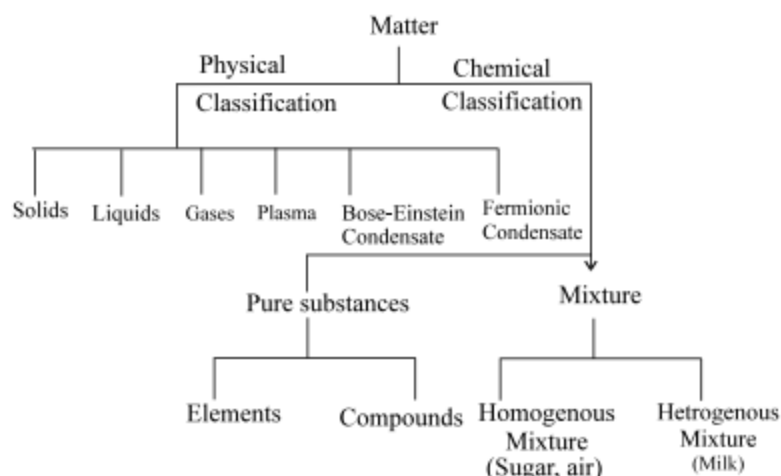 Matter
Physical
Classification
Chemical
Classification
Solids
Liquids
Gases
Plasma
Bose-Einstein
Condensate
Fermionic
Condensate
Pure substances
Mixture
Elements
Compounds
Homogenous
Mixture
(Sugar, air)
Hetrogenous
Mixture
(Milk)